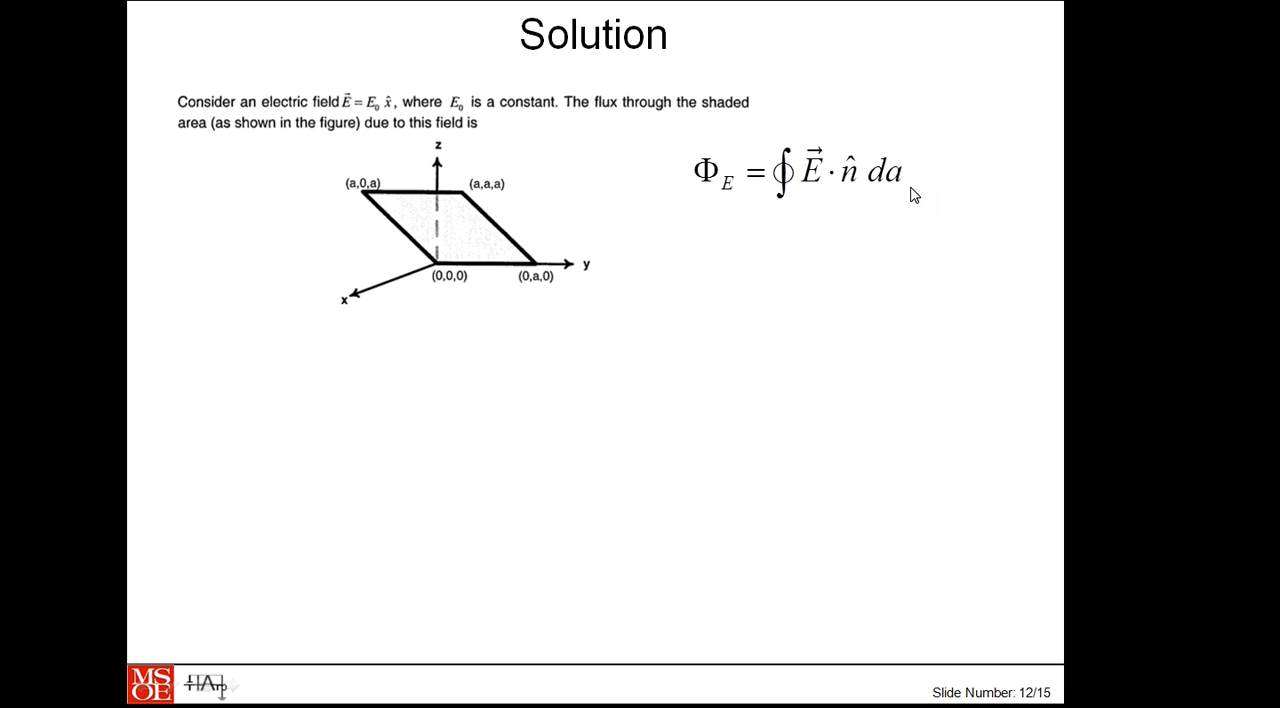 Solution
Consider an electric field E⃗ = E₀ x̂, where E₀ is a constant. The flux through the shaded
area (as shown in the figure) due to this field is
z
(a,0,a)
(a,a,a)
Φ_E = ∮ E⃗ · n̂ da
y
(0,0,0)
(0,a,0)
x
MS
OE
Slide Number: 12/15